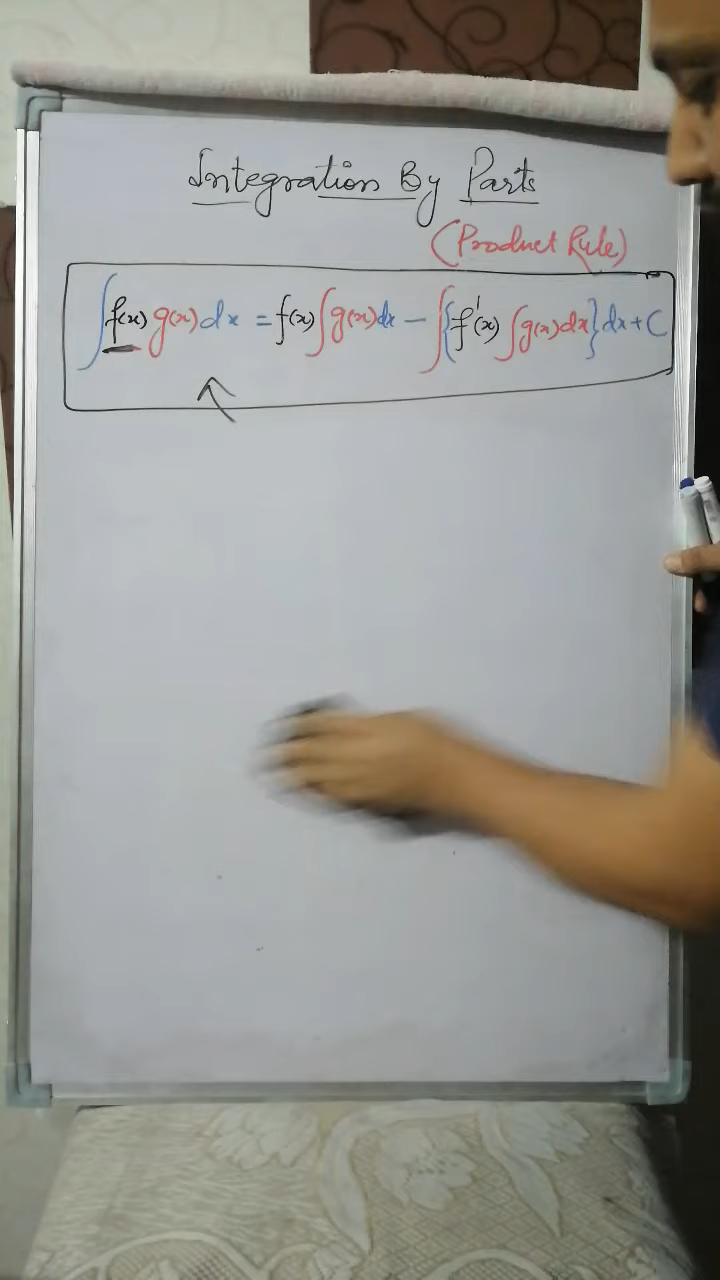 Integration By Parts
(Product Rule)
∫f(x) g(x) dx = f(x)∫g(x)dx − ∫{f'(x) ∫g(x)dx}dx + C